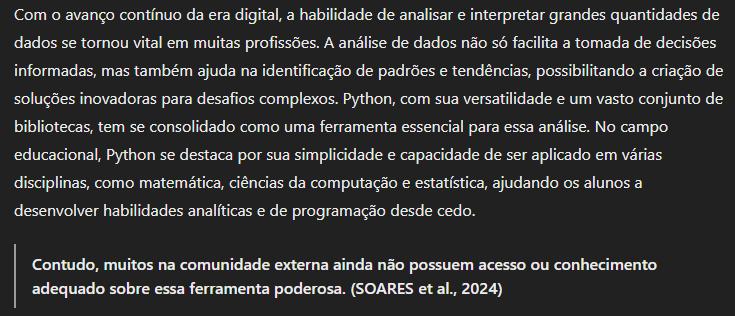 Com o avanço contínuo da era digital, a habilidade de analisar e interpretar grandes quantidades de
dados se tornou vital em muitas profissões. A análise de dados não só facilita a tomada de decisões
informadas, mas também ajuda na identificação de padrões e tendências, possibilitando a criação de
soluções inovadoras para desafios complexos. Python, com sua versatilidade e um vasto conjunto de
bibliotecas, tem se consolidado como uma ferramenta essencial para essa análise. No campo
educacional, Python se destaca por sua simplicidade e capacidade de ser aplicado em várias
disciplinas, como matemática, ciências da computação e estatística, ajudando os alunos a
desenvolver habilidades analíticas e de programação desde cedo.
Contudo, muitos na comunidade externa ainda não possuem acesso ou conhecimento
adequado sobre essa ferramenta poderosa. (SOARES et al., 2024)